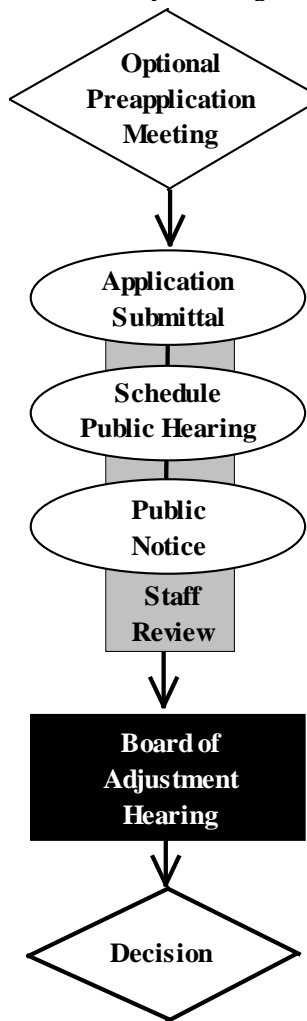 Optional
Preapplication
Meeting
Application
Submittal
Schedule
Public Hearing
Public
Notice
Staff
Review
Board of
Adjustment
Hearing
Decision